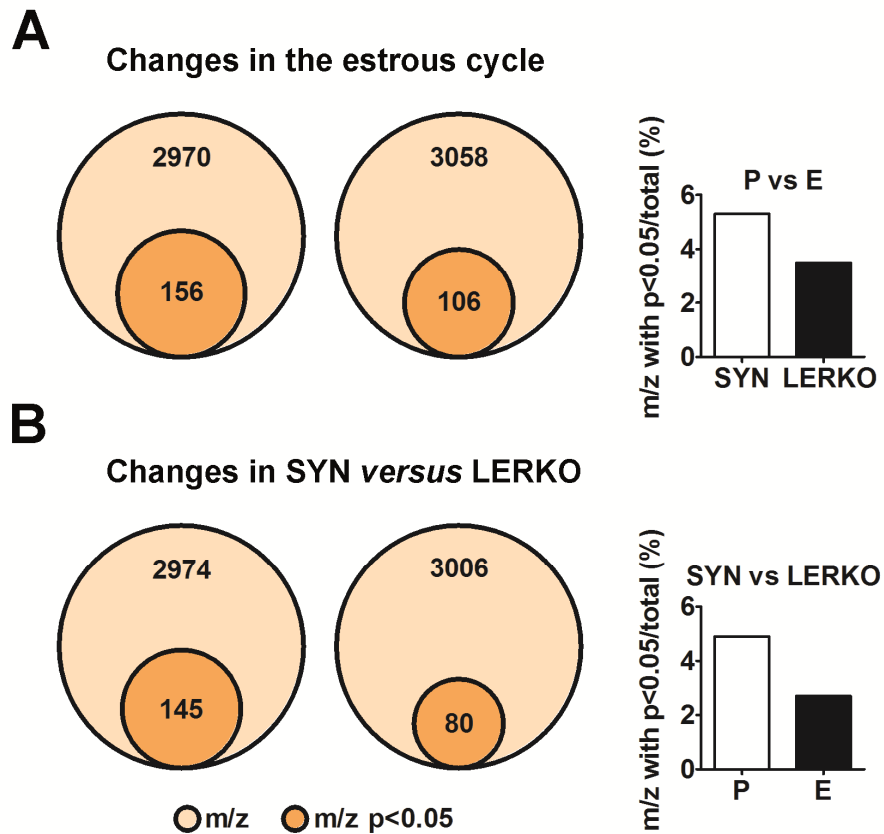 A
Changes in the estrous cycle
2970
156
3058
106
m/z with p<0.05/total (%)
P vs E
6
4
2
0
SYN
LERKO
B
Changes in SYN versus LERKO
2974
145
3006
80
m/z with p<0.05/total (%)
SYN vs LERKO
6
4
2
0
P
E
m/z
m/z p<0.05